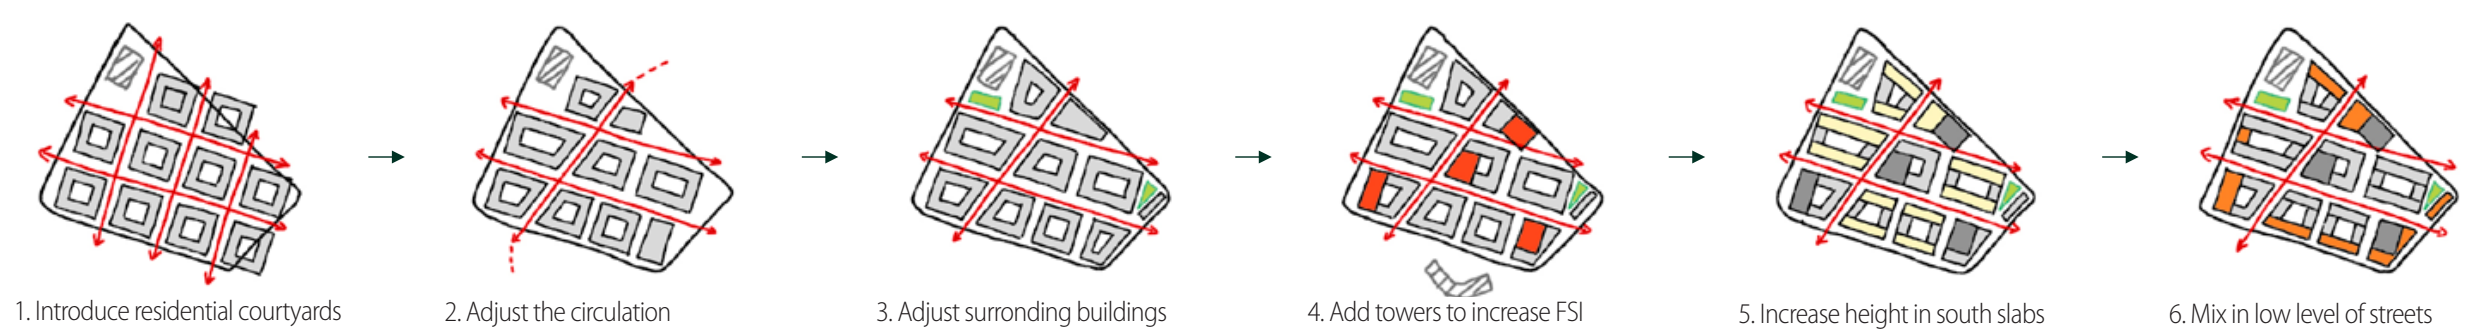 1. Introduce residential courtyards
2. Adjust the circulation
3. Adjust surronding buildings
4. Add towers to increase FSI
5. Increase height in south slabs
6. Mix in low level of streets